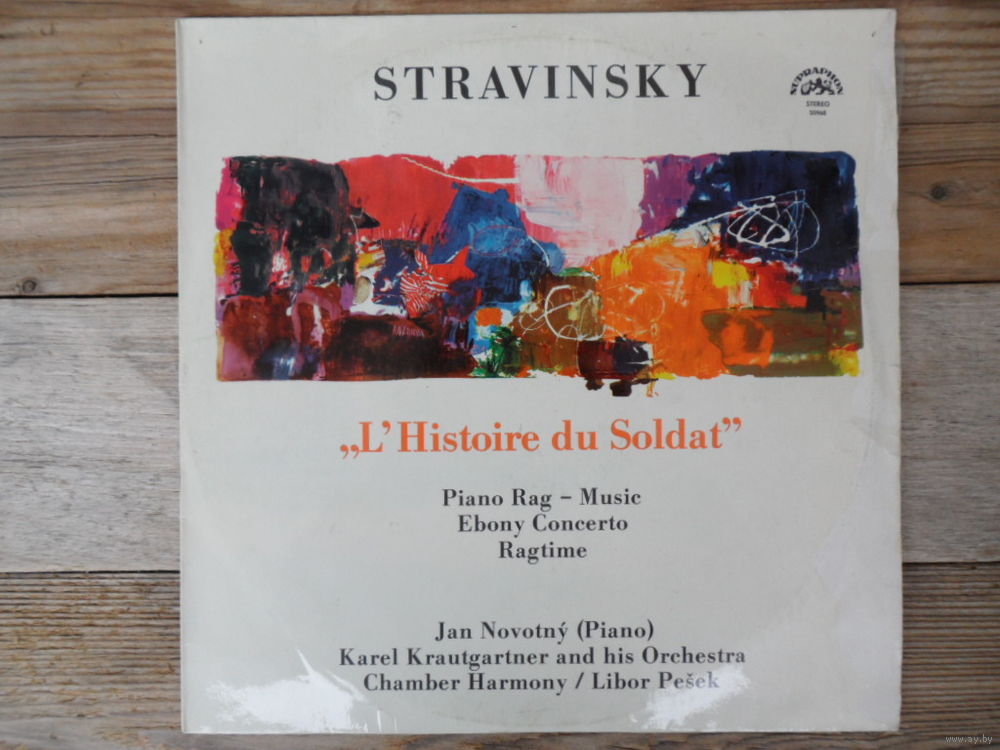 STRAVINSKY
SUPRAPHON
STEREO
50968
„L'Histoire du Soldat”
Piano Rag – Music
Ebony Concerto
Ragtime
Jan Novotný (Piano)
Karel Krautgartner and his Orchestra
Chamber Harmony / Libor Pešek
www.ay.by